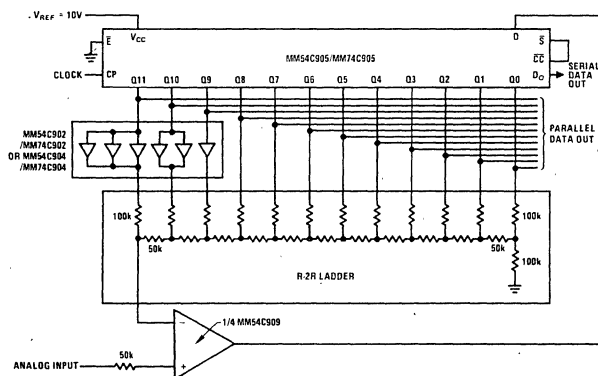 VREF = 10V
VCC
D
E
S
MM54C905/MM74C905
CC
SERIAL
DATA
OUT
CLOCK
CP
DO
Q11 Q10 Q9 Q8 Q7 Q6 Q5 Q4 Q3 Q2 Q1 Q0
PARALLEL
DATA OUT
MM54C902
/MM74C902
OR MM54C904
/MM74C904
100k
50k
50k
100k
100k
R-2R LADDER
1/4 MM54C909
−
+
50k
ANALOG INPUT